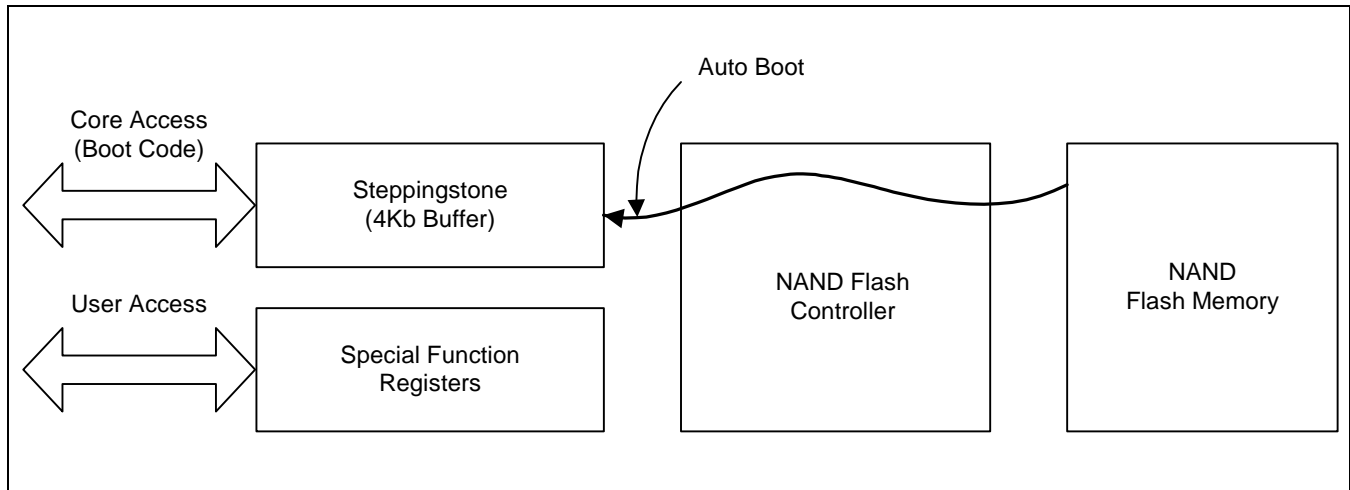 Auto Boot
Core Access
(Boot Code)
Steppingstone
(4Kb Buffer)
NAND Flash
Controller
NAND
Flash Memory
User Access
Special Function
Registers